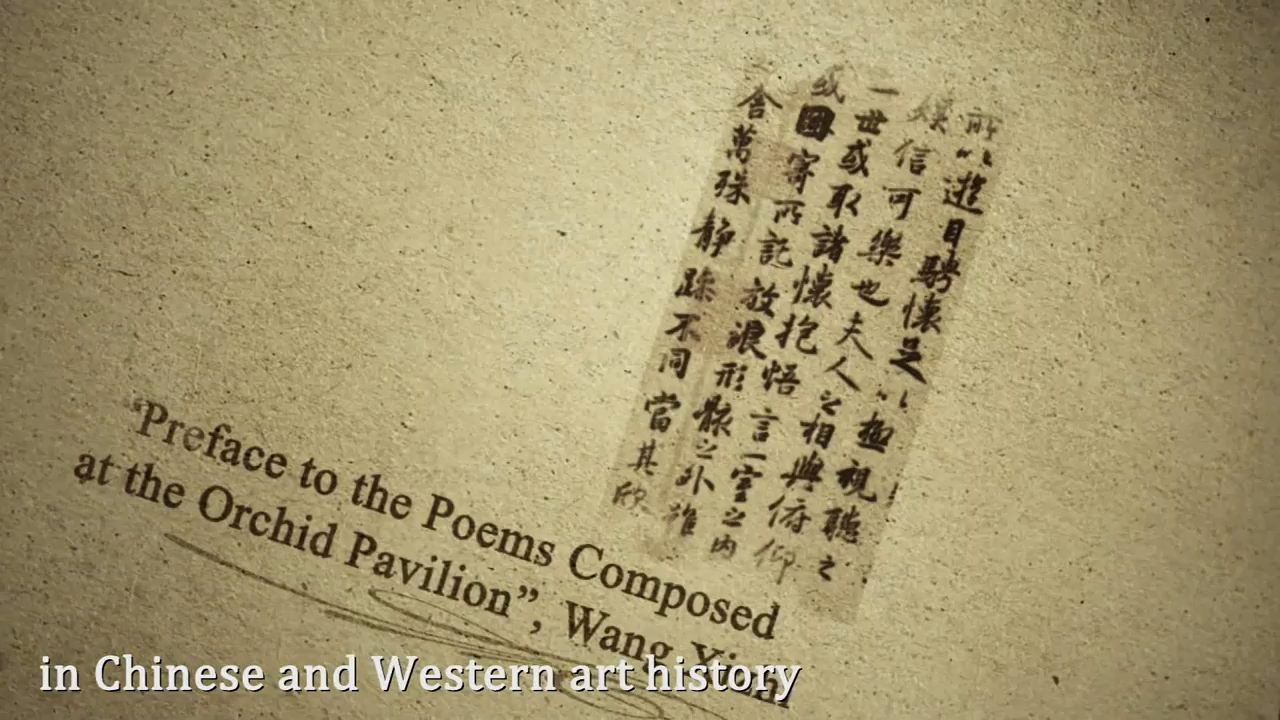 所以遊目騁懷足以極視聽之
娛信可樂也夫人之相與俯仰
一世或取諸懷抱悟言一室之内
或因寄所託放浪形骸之外雖
舍萬殊靜躁不同當其欣
“Preface to the Poems Composed
at the Orchid Pavilion”, Wang
in Chinese and Western art history